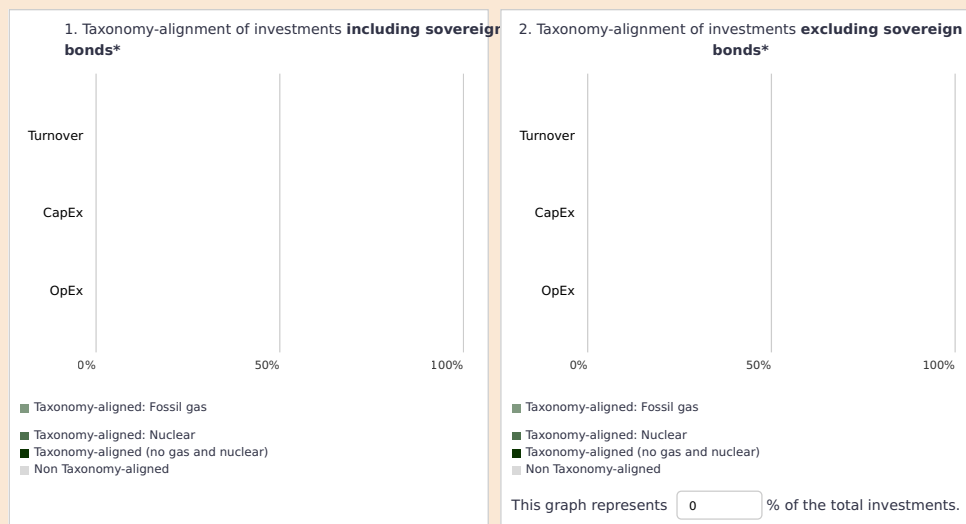 1. Taxonomy-alignment of investments including sovereign
bonds*
Turnover
CapEx
OpEx
0% 50% 100%
Taxonomy-aligned: Fossil gas
Taxonomy-aligned: Nuclear
Taxonomy-aligned (no gas and nuclear)
Non Taxonomy-aligned
2. Taxonomy-alignment of investments excluding sovereign
bonds*
Turnover
CapEx
OpEx
0% 50% 100%
Taxonomy-aligned: Fossil gas
Taxonomy-aligned: Nuclear
Taxonomy-aligned (no gas and nuclear)
Non Taxonomy-aligned
This graph represents 0 % of the total investments.